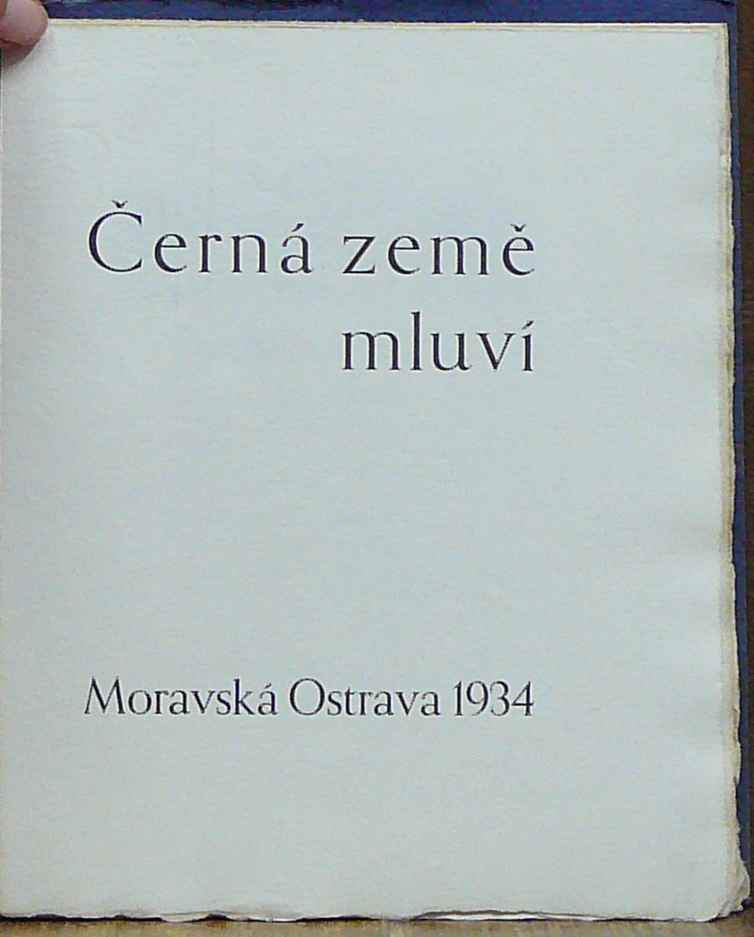 Černá země
mluví
Moravská Ostrava 1934